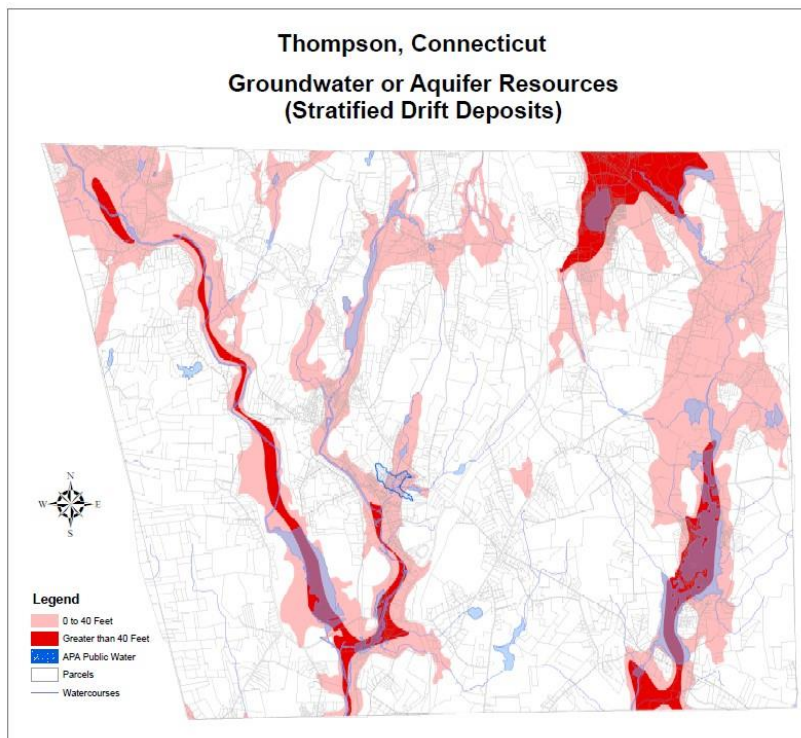 Thompson, Connecticut
Groundwater or Aquifer Resources
(Stratified Drift Deposits)
N
W E
S
Legend
0 to 40 Feet
Greater than 40 Feet
APA Public Water
Parcels
Watercourses